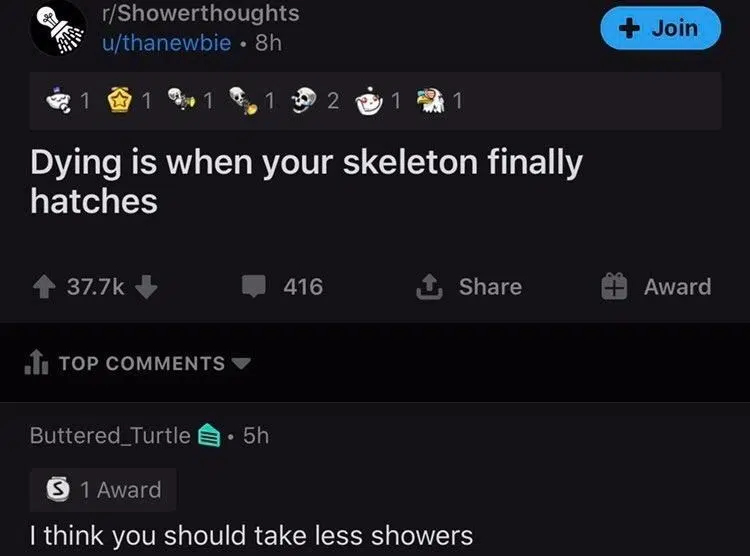 r/Showerthoughts
u/thanewbie • 8h
+ Join
1 1 1 1 2 1 1
Dying is when your skeleton finally
hatches
37.7k 416 Share Award
TOP COMMENTS
Buttered_Turtle • 5h
S 1 Award
I think you should take less showers